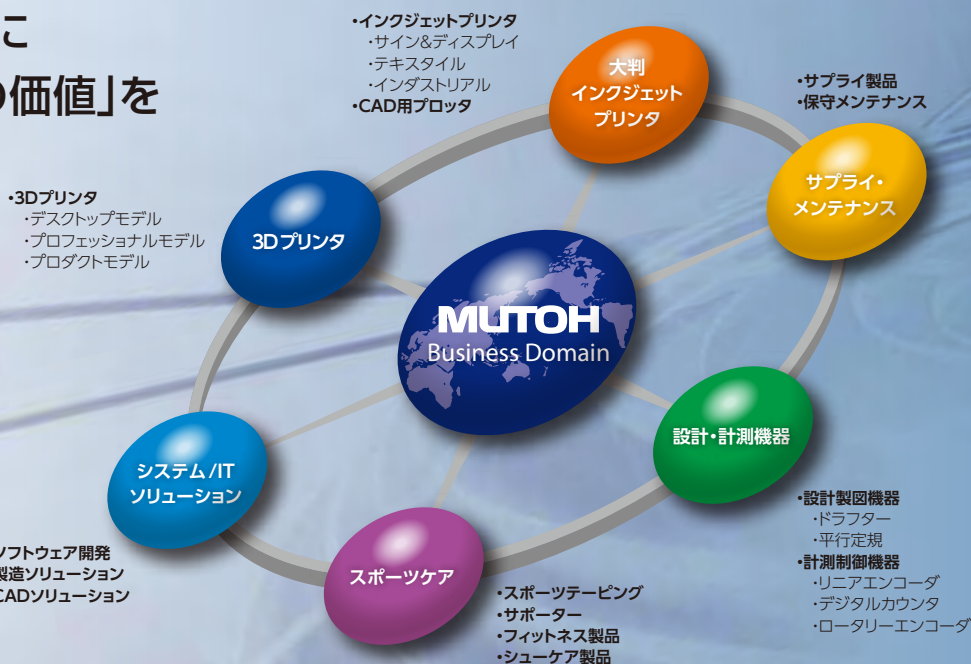 に
の価値」を
・インクジェットプリンタ
・サイン&ディスプレイ
・テキスタイル
・インダストリアル
・CAD用プロッタ
大判
インクジェット
プリンタ
・サプライ製品
・保守メンテナンス
サプライ・
メンテナンス
・3Dプリンタ
・デスクトップモデル
・プロフェッショナルモデル
・プロダクトモデル
3Dプリンタ
MUTOH
Business Domain
設計・計測機器
・設計製図機器
・ドラフター
・平行定規
・計測制御機器
・リニアエンコーダ
・デジタルカウンタ
・ロータリーエンコーダ
システム/IT
ソリューション
ソフトウェア開発
製造ソリューション
CADソリューション
スポーツケア
・スポーツテーピング
・サポーター
・フィットネス製品
・シューケア製品